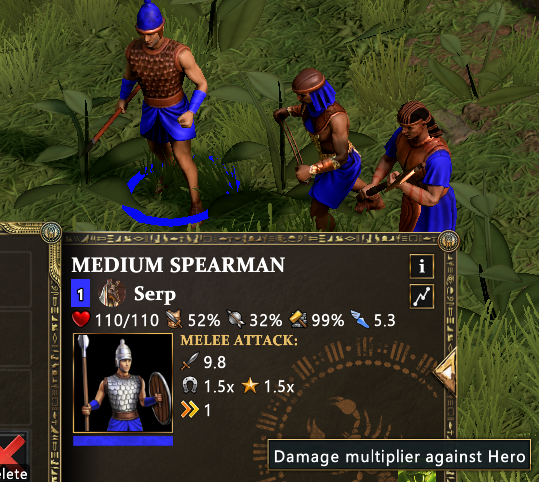 MEDIUM SPEARMAN
i
1 Serp
110/110 52% 32% 99% 5.3
MELEE ATTACK:
9.8
1.5x 1.5x
1
Damage multiplier against Hero